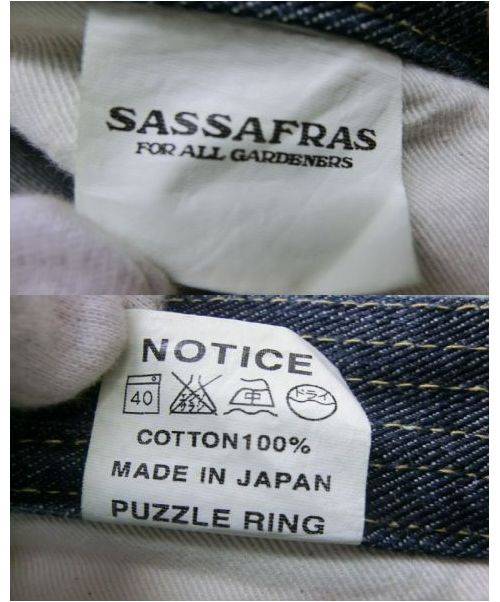 SASSAFRAS
FOR ALL GARDENERS
NOTICE
40 中 ドライ
COTTON100%
MADE IN JAPAN
PUZZLE RING